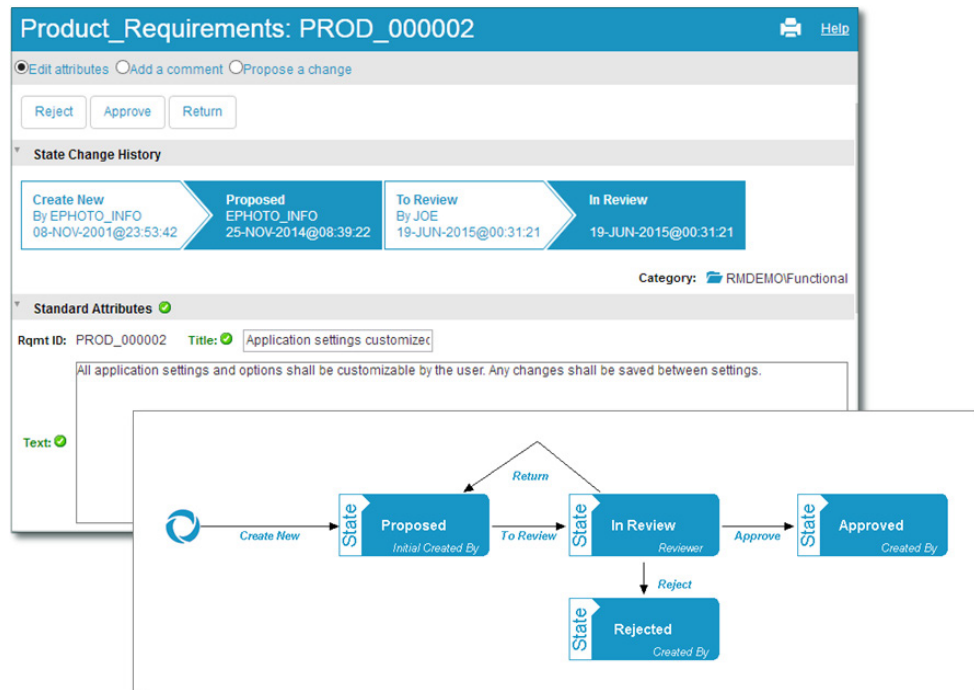 Product_Requirements: PROD_000002
Help
Edit attributes Add a comment Propose a change
Reject Approve Return
State Change History
Create New
By EPHOTO_INFO
08-NOV-2001@23:53:42
Proposed
EPHOTO_INFO
25-NOV-2014@08:39:22
To Review
By JOE
19-JUN-2015@00:31:21
In Review
19-JUN-2015@00:31:21
Category: RMDEMO\Functional
Standard Attributes
Rqmt ID: PROD_000002 Title: Application settings customized
All application settings and options shall be customizable by the user. Any changes shall be saved between settings.
Text:
Return
Create New
State
Proposed
Initial Created By
To Review
State
In Review
Reviewer
Approve
State
Approved
Created By
Reject
State
Rejected
Created By